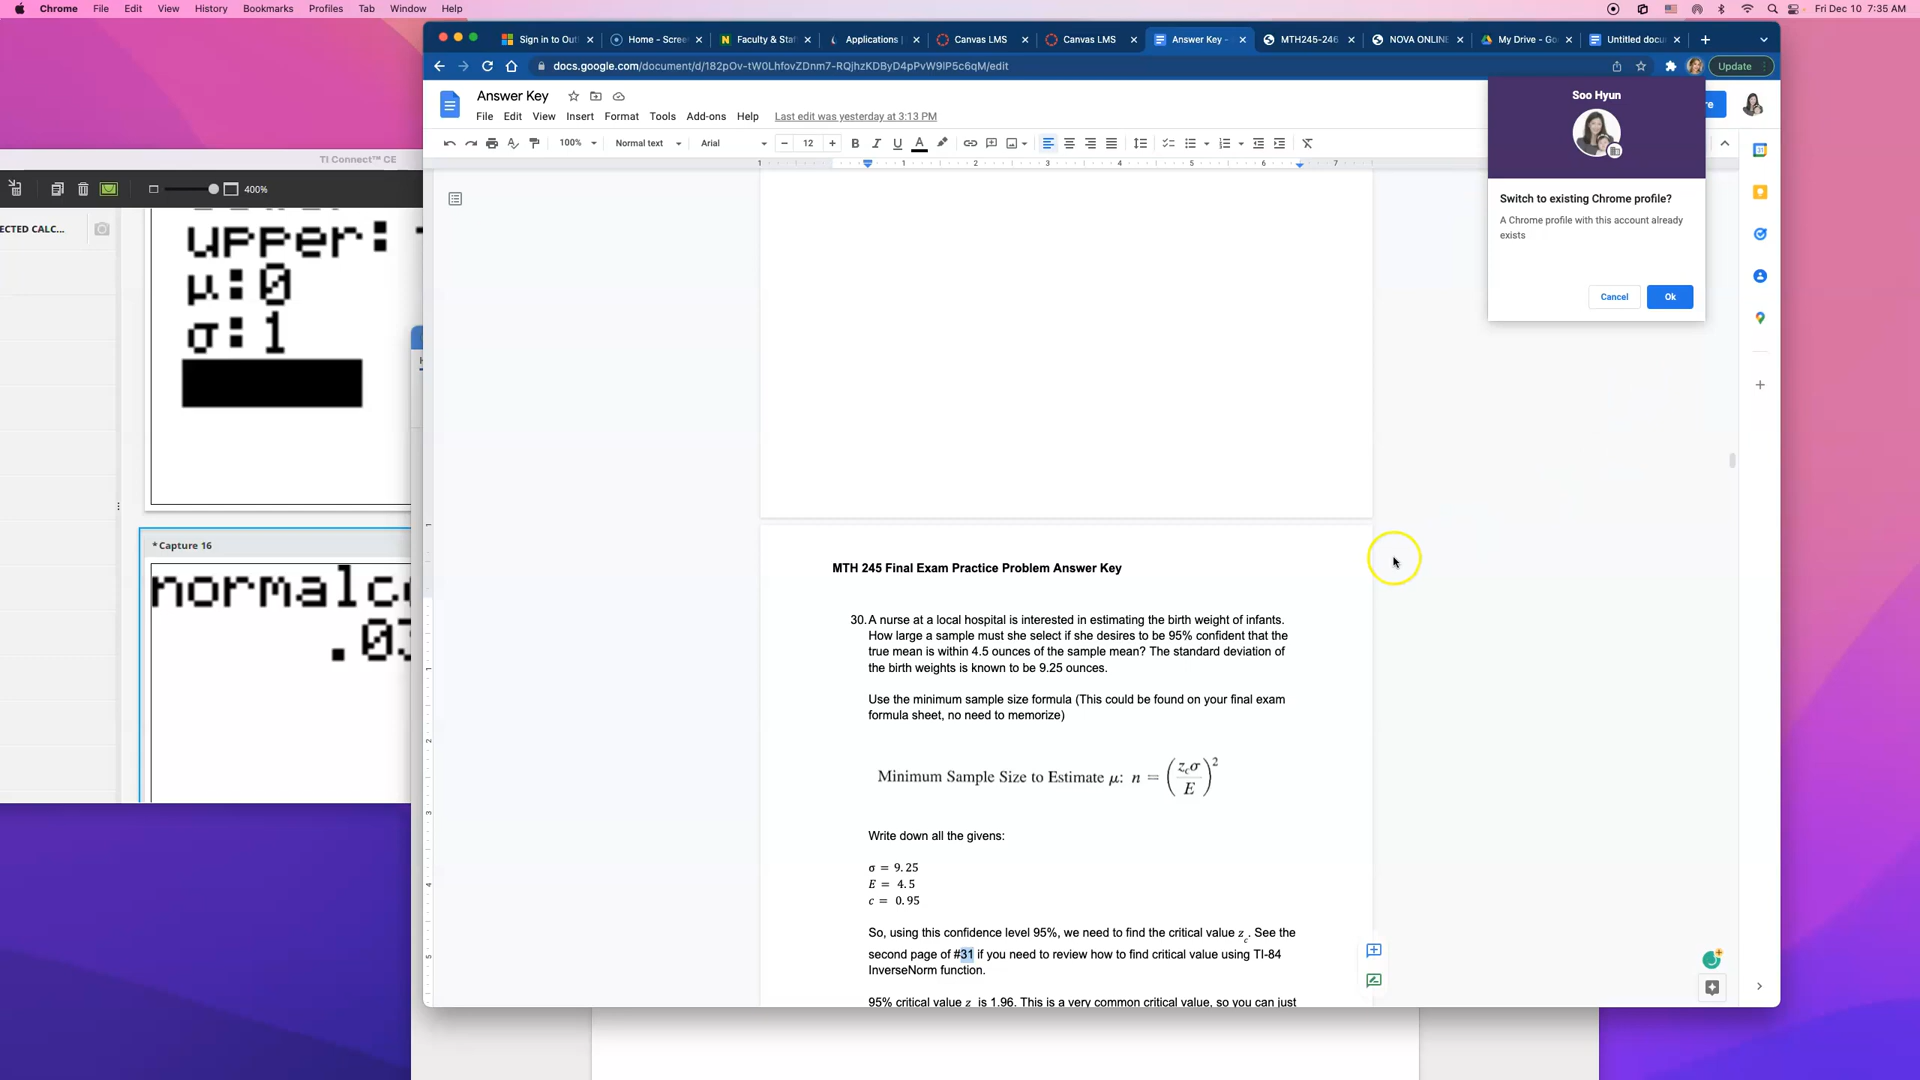 Chrome File Edit View History Bookmarks Profiles Tab Window Help
Fri Dec 10 7:35 AM
Sign in to Out Home - Scree Faculty & Staf Applications Canvas LMS Canvas LMS Answer Key - MTH245-246 NOVA ONLINE My Drive - Go Untitled docu
docs.google.com/document/d/182pOv-tW0LhfovZDnm7-RQjhzKDByD4pPvW9lP5c6qM/edit
Update
Answer Key
File Edit View Insert Format Tools Add-ons Help Last edit was yesterday at 3:13 PM
100% Normal text Arial 12
1 1 2 3 4 5 6 7
Soo Hyun
Switch to existing Chrome profile?
A Chrome profile with this account already
exists
Cancel Ok
TI Connect™ CE
400%
ECTED CALC...
upper:
μ:0
σ:1
*Capture 16
normalc
.03
MTH 245 Final Exam Practice Problem Answer Key
30. A nurse at a local hospital is interested in estimating the birth weight of infants.
How large a sample must she select if she desires to be 95% confident that the
true mean is within 4.5 ounces of the sample mean? The standard deviation of
the birth weights is known to be 9.25 ounces.
Use the minimum sample size formula (This could be found on your final exam
formula sheet, no need to memorize)
Minimum Sample Size to Estimate μ: n = (z_cσ/E)²
Write down all the givens:
σ = 9.25
E = 4.5
c = 0.95
So, using this confidence level 95%, we need to find the critical value z_c. See the
second page of #31 if you need to review how to find critical value using TI-84
InverseNorm function.
95% critical value z is 1.96. This is a very common critical value, so you can just